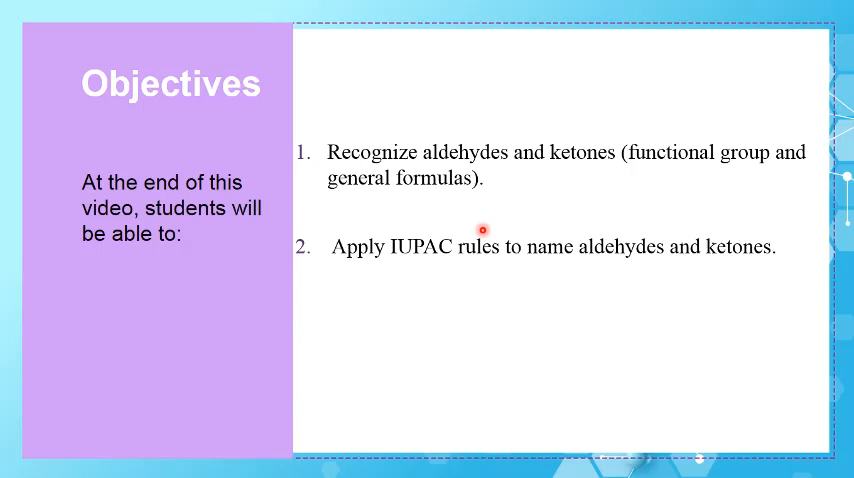 Objectives
At the end of this
video, students will
be able to:
1. Recognize aldehydes and ketones (functional group and
general formulas).
2. Apply IUPAC rules to name aldehydes and ketones.